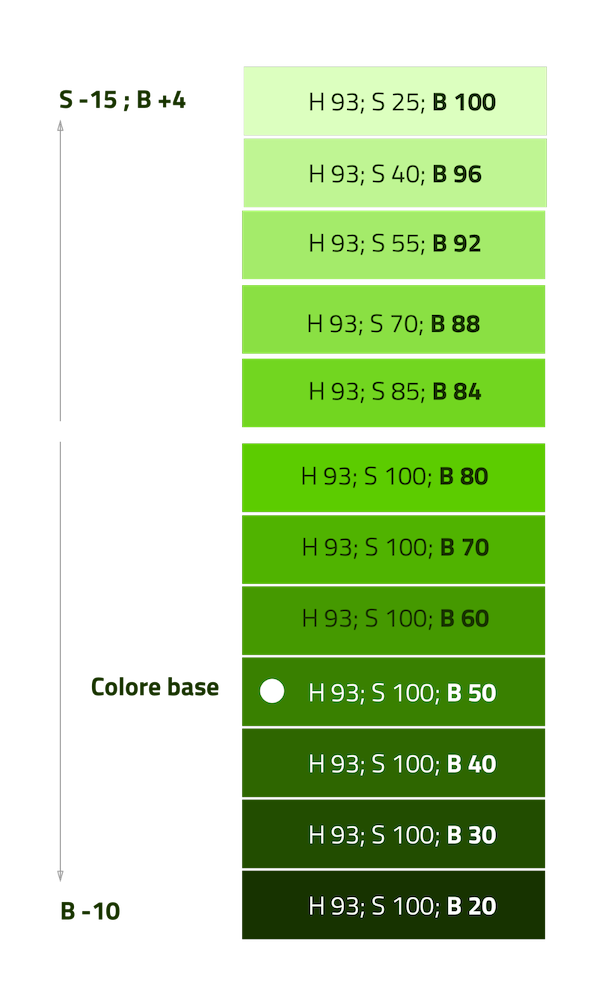 S -15 ; B +4
H 93; S 25; B 100
H 93; S 40; B 96
H 93; S 55; B 92
H 93; S 70; B 88
H 93; S 85; B 84
H 93; S 100; B 80
H 93; S 100; B 70
H 93; S 100; B 60
Colore base
H 93; S 100; B 50
H 93; S 100; B 40
H 93; S 100; B 30
B -10
H 93; S 100; B 20